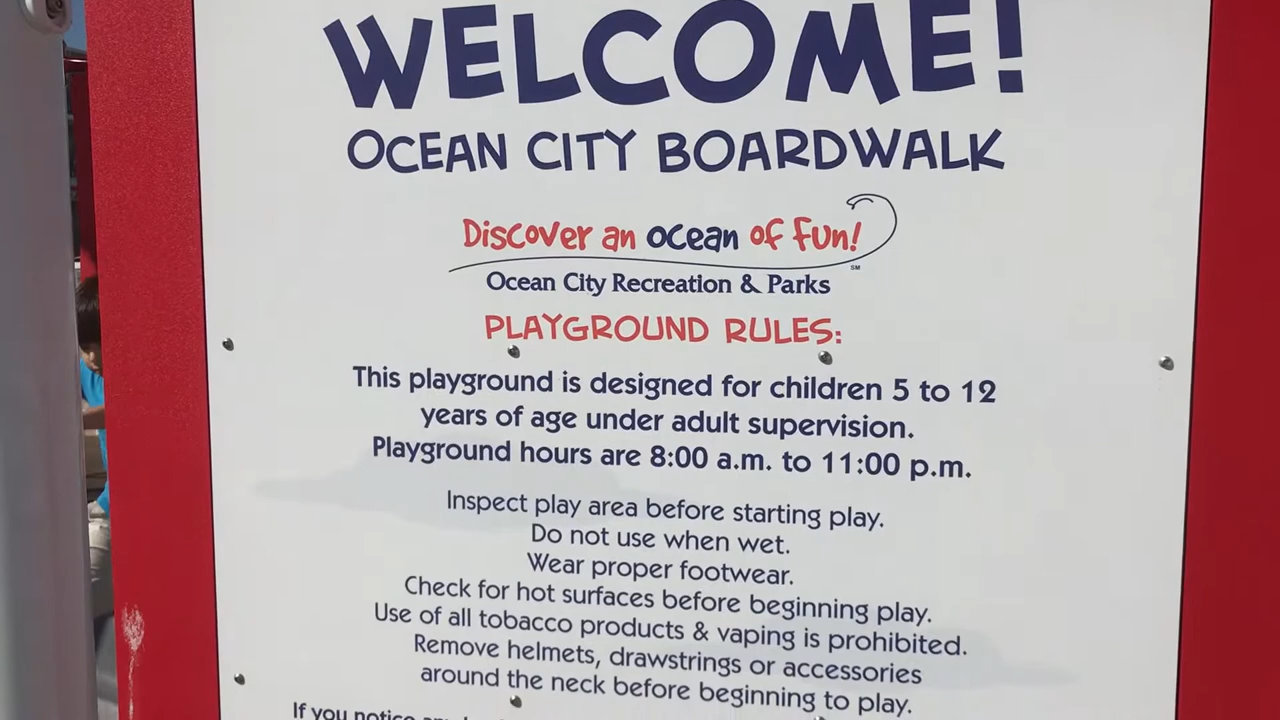 WELCOME!
OCEAN CITY BOARDWALK
Discover an ocean of fun!
SM
Ocean City Recreation & Parks
PLAYGROUND RULES:
This playground is designed for children 5 to 12
years of age under adult supervision.
Playground hours are 8:00 a.m. to 11:00 p.m.
Inspect play area before starting play.
Do not use when wet.
Wear proper footwear.
Check for hot surfaces before beginning play.
Use of all tobacco products & vaping is prohibited.
Remove helmets, drawstrings or accessories
around the neck before beginning to play.
If you notice